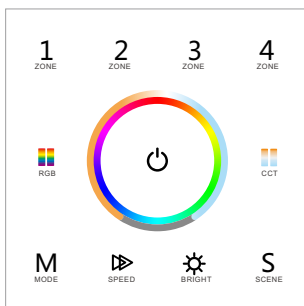 1 2 3 4
ZONE ZONE ZONE ZONE
RGB CCT
M S
MODE SPEED BRIGHT SCENE